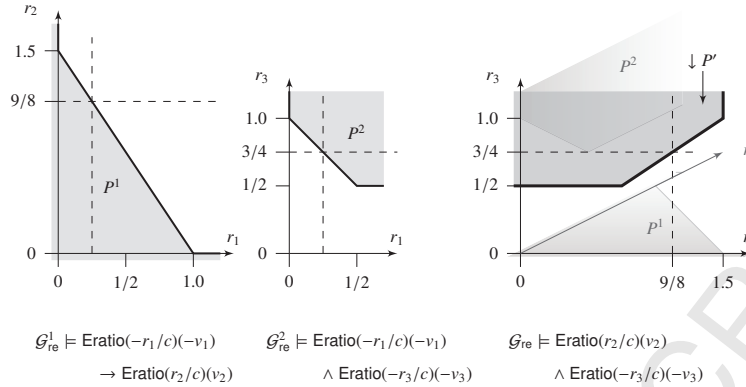 r₂
1.5
9/8
P¹
0
r₁
0
1/2
1.0
r₃
1.0
P²
3/4
1/2
0
r₁
0
1/2
r₃
P²
↓ P′
1.0
3/4
1/2
P¹
0
0
9/8
1.5
𝒢¹re ⊨ Eratio(−r₁/c)(−v₁)
→ Eratio(r₂/c)(v₂)
𝒢²re ⊨ Eratio(−r₁/c)(−v₁)
∧ Eratio(−r₃/c)(−v₃)
𝒢re ⊨ Eratio(r₂/c)(v₂)
∧ Eratio(−r₃/c)(−v₃)